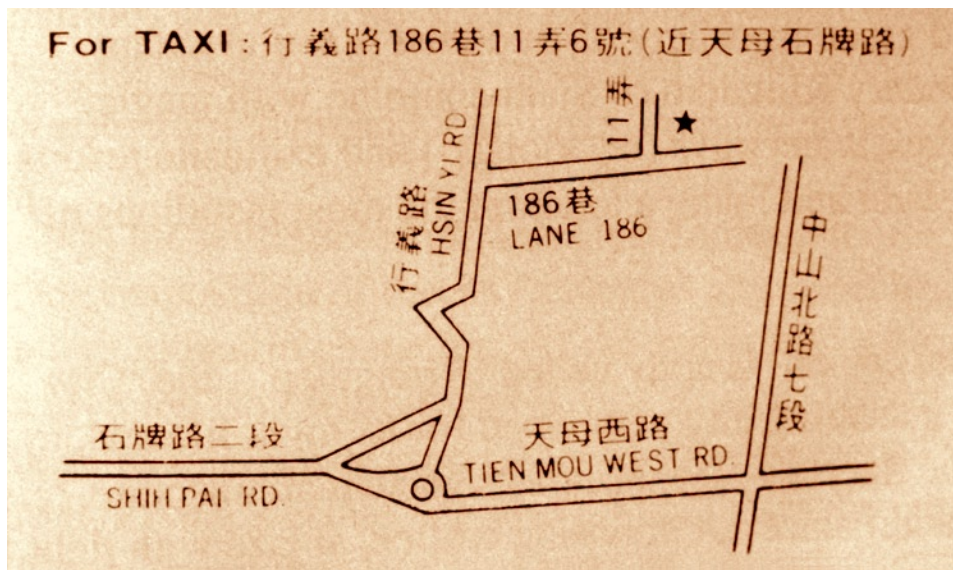 For TAXI:行義路186巷11弄6號(近天母石牌路)
11弄
行義路
HSIN YI RD
186巷
LANE 186
中山北路七段
石牌路二段
SHIH PAI RD.
天母西路
TIEN MOU WEST RD.